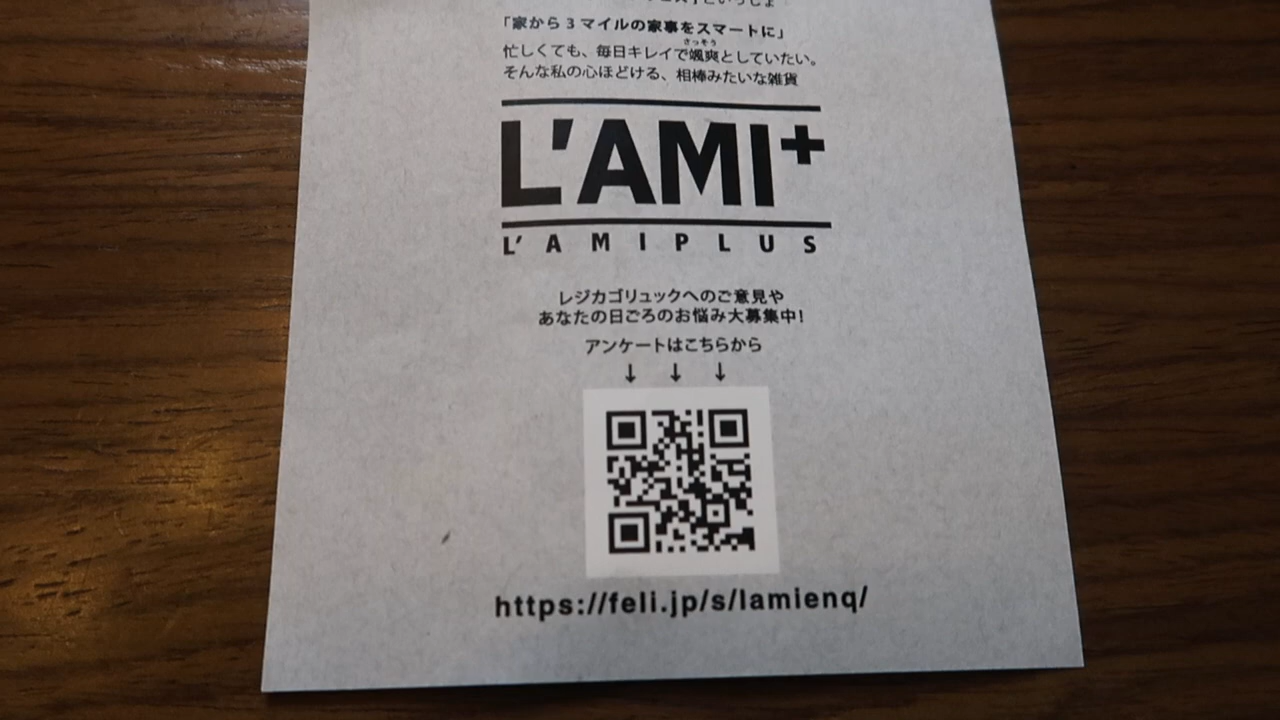 「家から3マイルの家事をスマートに」
さっそう
忙しくても、毎日キレイで颯爽としていたい。
そんな私の心ほどける、相棒みたいな雑貨
L'AMI+
L'AMIPLUS
レジカゴリュックへのご意見や
あなたの日ごろのお悩み大募集中!
アンケートはこちらから
↓ ↓ ↓
https://feli.jp/s/lamienq/